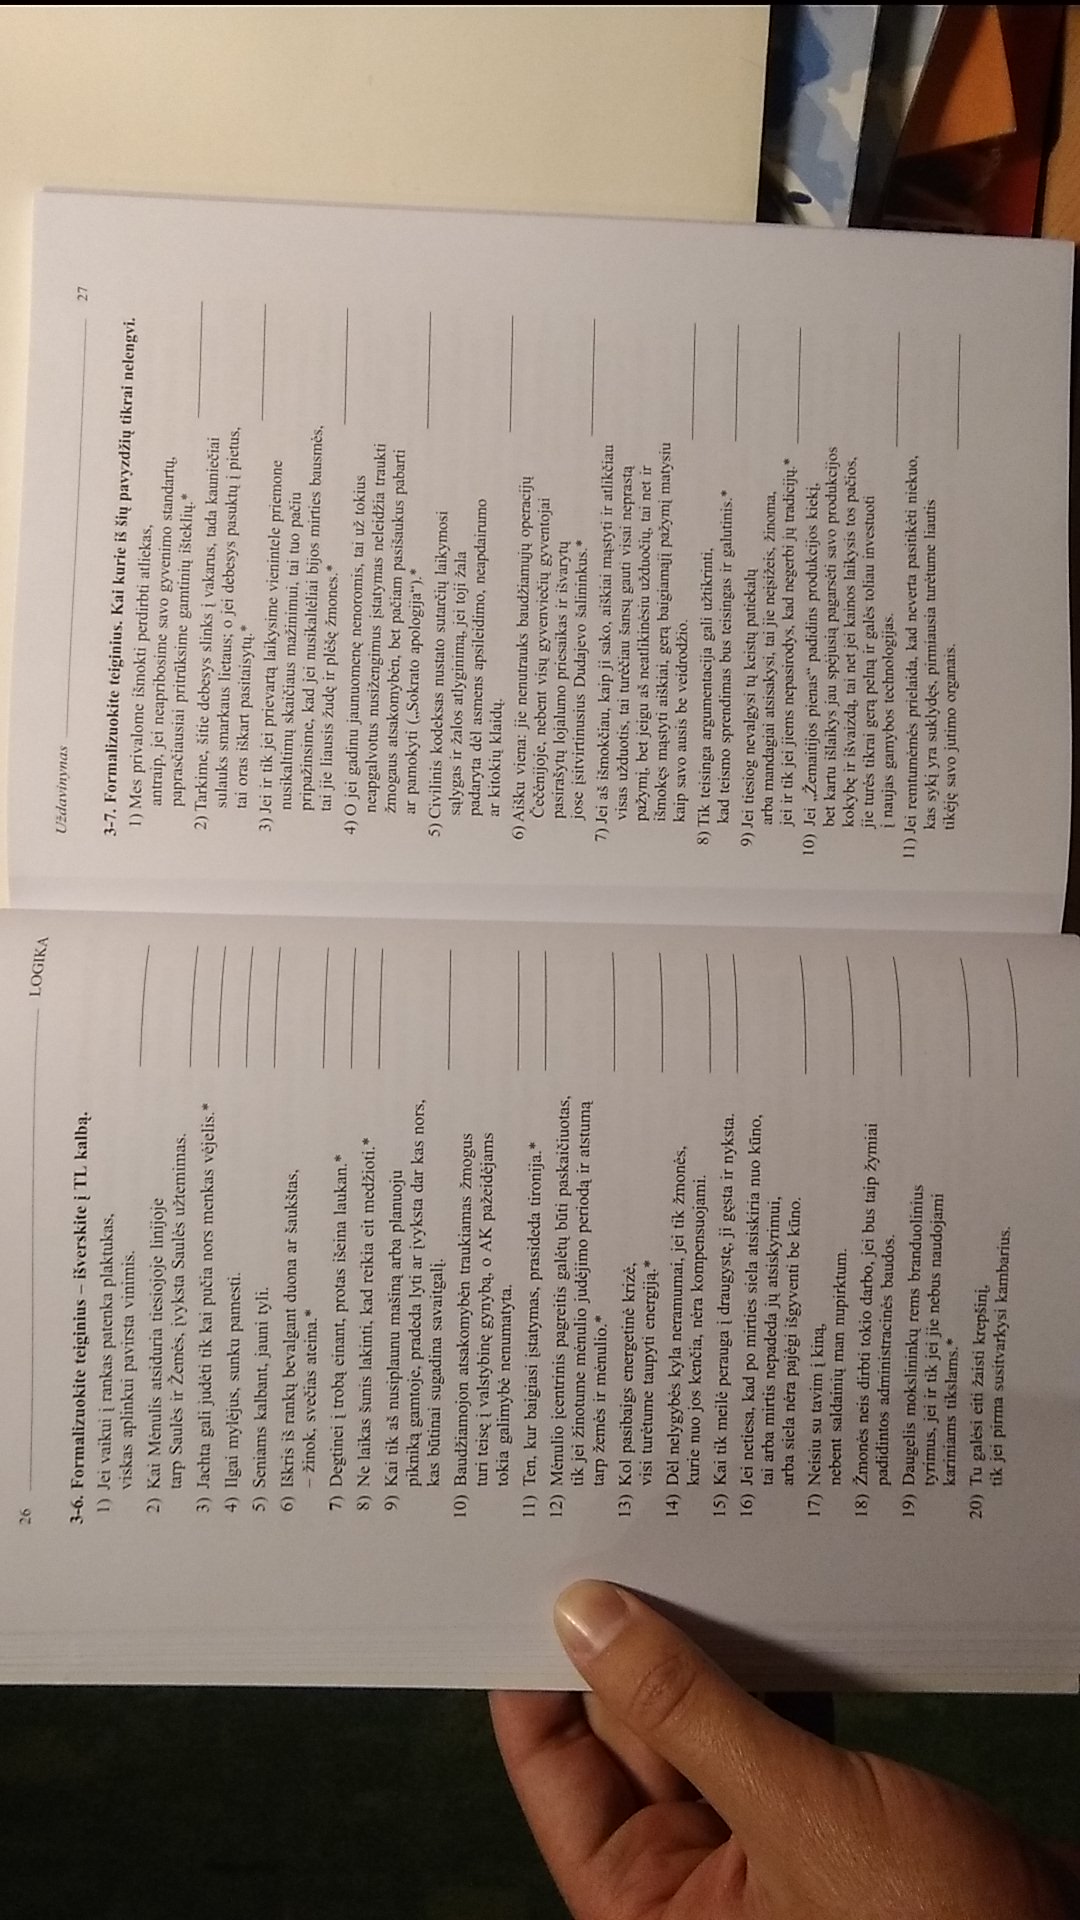 26
LOGIKA
3-6. Formalizuokite teiginius – išverskite į TL kalbą.
1) Jei vaikui į rankas patenka plaktukas,
viskas aplinkui pavirsta vinimis.
2) Kai Mėnulis atsiduria tiesiojoje linijoje
tarp Saulės ir Žemės, įvyksta Saulės užtemimas.
3) Jachta gali judėti tik kai pučia nors menkas vėjelis.*
4) Ilgai mylėjus, sunku pamesti.
5) Seniams kalbant, jauni tyli.
6) Iškris iš rankų bevalgant duona ar šaukštas,
– žinok, svečias ateina.*
7) Degtinei į trobą einant, protas išeina laukan.*
8) Ne laikas šunis lakinti, kad reikia eit medžioti.*
9) Kai tik aš nusiplaunu mašiną arba planuoju
pikniką gamtoje, pradeda lyti ar įvyksta dar kas nors,
kas būtinai sugadina savaitgalį.
10) Baudžiamojon atsakomybėn traukiamas žmogus
turi teisę į valstybinę gynybą, o AK pažeidėjams
tokia galimybė nenumatyta.
11) Ten, kur baigiasi įstatymas, prasideda tironija.*
12) Mėnulio įcentrinis pagreitis galėtų būti paskaičiuotas,
tik jei žinotume mėnulio judėjimo periodą ir atstumą
tarp žemės ir mėnulio.*
13) Kol pasibaigs energetinė krizė,
visi turėtume taupyti energiją.*
14) Dėl nelygybės kyla neramumai, jei tik žmonės,
kurie nuo jos kenčia, nėra kompensuojami.
15) Kai tik meilė perauga į draugystę, ji gęsta ir nyksta.
16) Jei netiesa, kad po mirties siela atsiskiria nuo kūno,
tai arba mirtis nepadeda jų atsiskyrimui,
arba siela nėra pajėgi išgyventi be kūno.
17) Neisiu su tavim į kiną,
nebent saldainių man nupirktum.
18) Žmonės neis dirbti tokio darbo, jei bus taip žymiai
padidintos administracinės baudos.
19) Daugelis mokslininkų rems branduolinius
tyrimus, jei ir tik jei jie nebus naudojami
kariniams tikslams.*
20) Tu galėsi eiti žaisti krepšinį,
tik jei pirma susitvarkysi kambarius.
Uždavinynas
27
3-7. Formalizuokite teiginius. Kai kurie iš šių pavyzdžių tikrai nelengvi.
1) Mes privalome išmokti perdirbti atliekas,
antraip, jei neapribosime savo gyvenimo standartų,
paprasčiausiai pritrūksime gamtinių išteklių.*
2) Tarkime, šitie debesys slinks į vakarus, tada kauniečiai
sulauks smarkaus lietaus; o jei debesys pasuktų į pietus,
tai oras iškart pasitaisytų.*
3) Jei ir tik jei prievartą laikysime vienintele priemone
nusikaltimų skaičiaus mažinimui, tai tuo pačiu
pripažinsime, kad jei nusikaltėliai bijos mirties bausmės,
tai jie liausis žudę ir plėšę žmones.*
4) O jei gadinu jaunuomenę nenoromis, tai už tokius
neapgalvotus nusižengimus įstatymas neleidžia traukti
žmogaus atsakomybėn, bet pačiam pasišaukus pabarti
ar pamokyti („Sokrato apologija“).*
5) Civilinis kodeksas nustato sutarčių laikymosi
sąlygas ir žalos atlyginimą, jei toji žala
padaryta dėl asmens apsileidimo, neapdairumo
ar kitokių klaidų.
6) Aišku viena: jie nenutrauks baudžiamųjų operacijų
Čečėnijoje, nebent visų gyvenviečių gyventojai
pasirašytų lojalumo priesaikas ir išvarytų
jose įsitvirtinusius Dudajevo šalininkus.*
7) Jei aš išmokčiau, kaip ji sako, aiškiai mąstyti ir atlikčiau
visas užduotis, tai turėčiau šansų gauti visai neprastą
pažymį, bet jeigu aš neatlikinėsiu užduočių, tai net ir
išmokęs mąstyti aiškiai, gerą baigiamąjį pažymį matysiu
kaip savo ausis be veidrodžio.
8) Tik teisinga argumentacija gali užtikrinti,
kad teismo sprendimas bus teisingas ir galutinis.*
9) Jei tiesiog nevalgysi tų keistų patiekalų
arba mandagiai atsisakysi, tai jie neįsižeis, žinoma,
jei ir tik jei jiems nepasirodys, kad negerbi jų tradicijų.*
10) Jei „Žemaitijos pienas“ padidins produkcijos kiekį,
bet kartu išlaikys jau spėjusią pagarsėti savo produkcijos
kokybę ir išvaizdą, tai net jei kainos laikysis tos pačios,
jie turės tikrai gerą pelną ir galės toliau investuoti
į naujas gamybos technologijas.
11) Jei remtumėmės prielaida, kad neverta pasitikėti niekuo,
kas sykį yra suklydęs, pirmiausia turėtume liautis
tikėję savo jutimo organais.